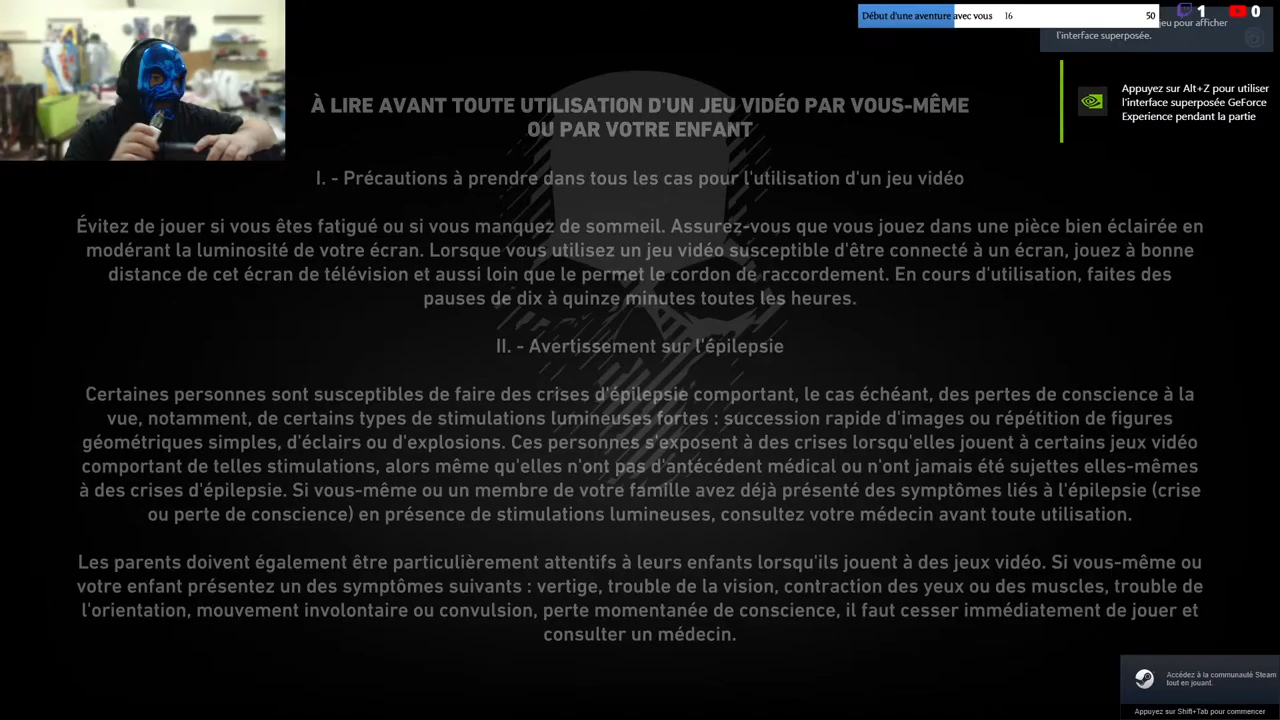 Début d'une aventure avec vous 16 50
1 0
eu pour afficher
l'interface superposée.
Appuyez sur Alt+Z pour utiliser
l'interface superposée GeForce
Experience pendant la partie
À LIRE AVANT TOUTE UTILISATION D'UN JEU VIDÉO PAR VOUS-MÊME
OU PAR VOTRE ENFANT
I. - Précautions à prendre dans tous les cas pour l'utilisation d'un jeu vidéo
Évitez de jouer si vous êtes fatigué ou si vous manquez de sommeil. Assurez-vous que vous jouez dans une pièce bien éclairée en
modérant la luminosité de votre écran. Lorsque vous utilisez un jeu vidéo susceptible d'être connecté à un écran, jouez à bonne
distance de cet écran de télévision et aussi loin que le permet le cordon de raccordement. En cours d'utilisation, faites des
pauses de dix à quinze minutes toutes les heures.
II. - Avertissement sur l'épilepsie
Certaines personnes sont susceptibles de faire des crises d'épilepsie comportant, le cas échéant, des pertes de conscience à la
vue, notamment, de certains types de stimulations lumineuses fortes : succession rapide d'images ou répétition de figures
géométriques simples, d'éclairs ou d'explosions. Ces personnes s'exposent à des crises lorsqu'elles jouent à certains jeux vidéo
comportant de telles stimulations, alors même qu'elles n'ont pas d'antécédent médical ou n'ont jamais été sujettes elles-mêmes
à des crises d'épilepsie. Si vous-même ou un membre de votre famille avez déjà présenté des symptômes liés à l'épilepsie (crise
ou perte de conscience) en présence de stimulations lumineuses, consultez votre médecin avant toute utilisation.
Les parents doivent également être particulièrement attentifs à leurs enfants lorsqu'ils jouent à des jeux vidéo. Si vous-même ou
votre enfant présentez un des symptômes suivants : vertige, trouble de la vision, contraction des yeux ou des muscles, trouble de
l'orientation, mouvement involontaire ou convulsion, perte momentanée de conscience, il faut cesser immédiatement de jouer et
consulter un médecin.
Accédez à la communauté Steam
tout en jouant.
Appuyez sur Shift+Tab pour commencer